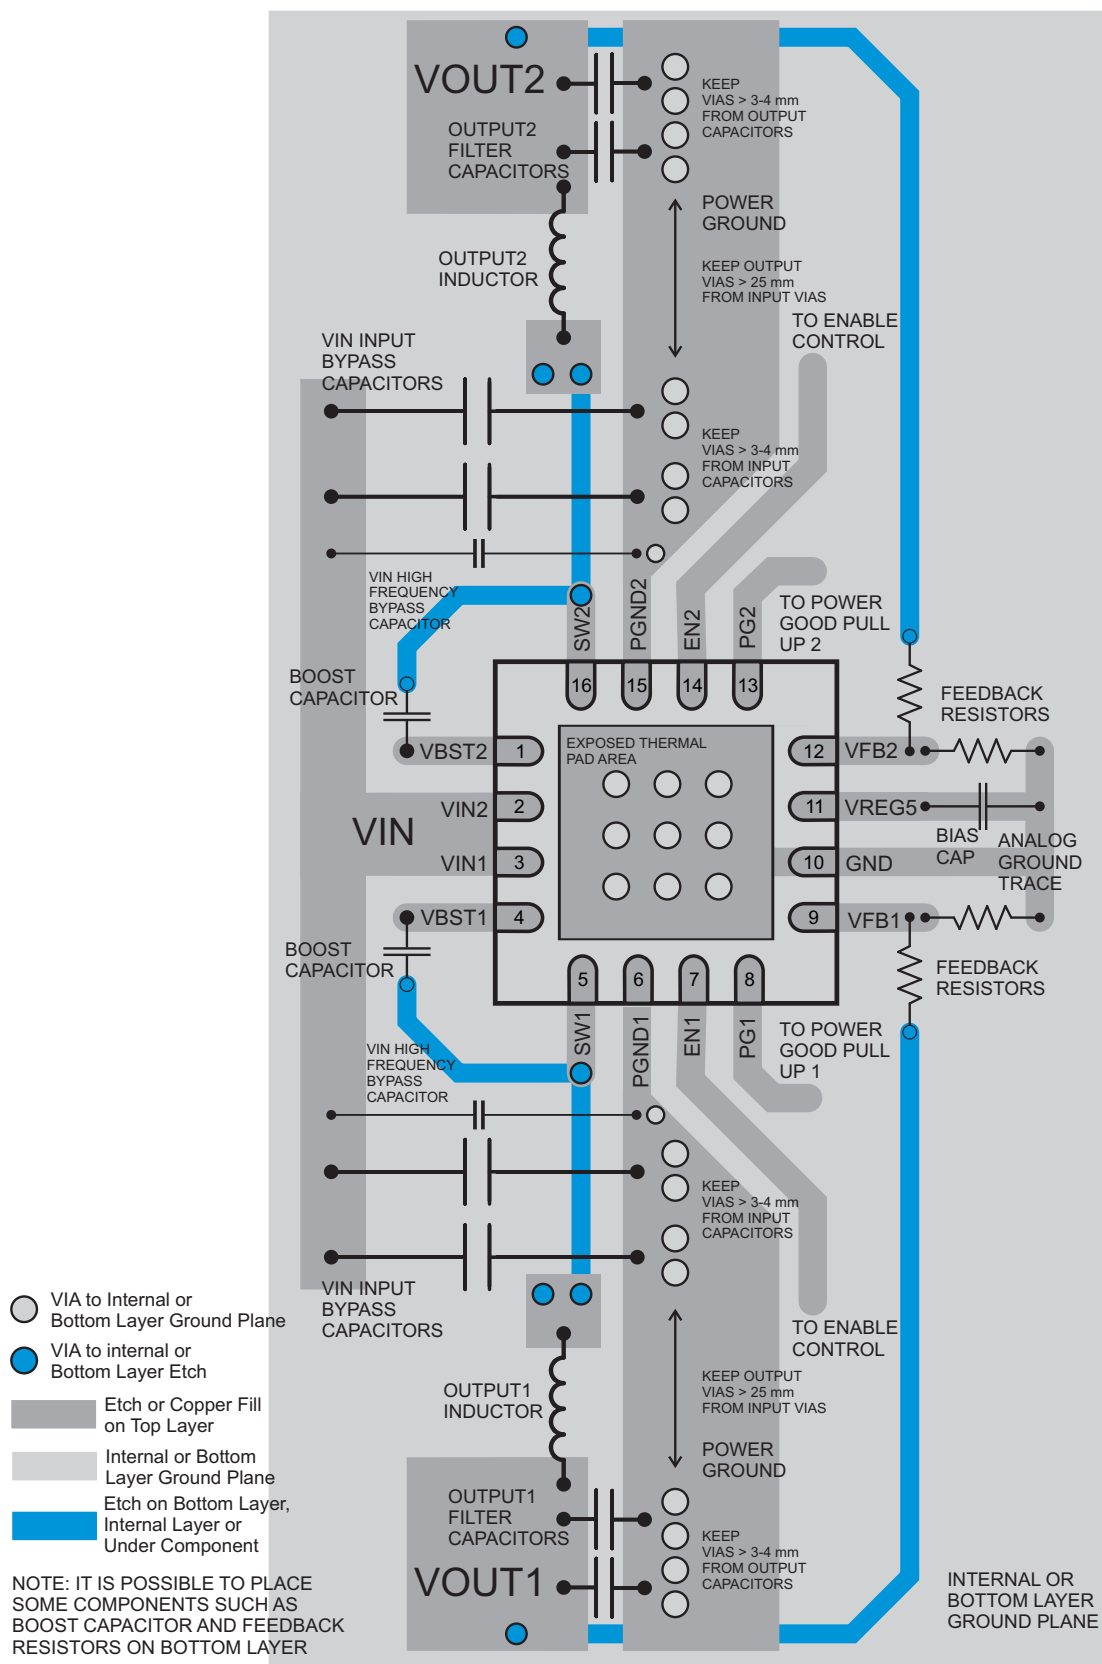 VOUT2
KEEP
VIAS > 3-4 mm
FROM OUTPUT
CAPACITORS
OUTPUT2
FILTER
CAPACITORS
POWER
GROUND
OUTPUT2
INDUCTOR
KEEP OUTPUT
VIAS > 25 mm
FROM INPUT VIAS
TO ENABLE
CONTROL
VIN INPUT
BYPASS
CAPACITORS
KEEP
VIAS > 3-4 mm
FROM INPUT
CAPACITORS
VIN HIGH
FREQUENCY
BYPASS
CAPACITOR
SW2
PGND2
EN2
PG2
TO POWER
GOOD PULL
UP 2
BOOST
CAPACITOR
16
15
14
13
FEEDBACK
RESISTORS
VBST2
1
EXPOSED THERMAL
PAD AREA
12
VFB2
VIN2
2
11
VREG5
VIN
BIAS
CAP
ANALOG
GROUND
TRACE
VIN1
3
10
GND
VBST1
4
9
VFB1
BOOST
CAPACITOR
5
6
7
8
FEEDBACK
RESISTORS
SW1
PGND1
EN1
PG1
TO POWER
GOOD PULL
UP 1
VIN HIGH
FREQUENCY
BYPASS
CAPACITOR
KEEP
VIAS > 3-4 mm
FROM INPUT
CAPACITORS
VIN INPUT
BYPASS
CAPACITORS
TO ENABLE
CONTROL
KEEP OUTPUT
VIAS > 25 mm
FROM INPUT VIAS
OUTPUT1
INDUCTOR
POWER
GROUND
OUTPUT1
FILTER
CAPACITORS
KEEP
VIAS > 3-4 mm
FROM OUTPUT
CAPACITORS
VOUT1
INTERNAL OR
BOTTOM LAYER
GROUND PLANE
VIA to Internal or
Bottom Layer Ground Plane
VIA to internal or
Bottom Layer Etch
Etch or Copper Fill
on Top Layer
Internal or Bottom
Layer Ground Plane
Etch on Bottom Layer,
Internal Layer or
Under Component
NOTE: IT IS POSSIBLE TO PLACE
SOME COMPONENTS SUCH AS
BOOST CAPACITOR AND FEEDBACK
RESISTORS ON BOTTOM LAYER